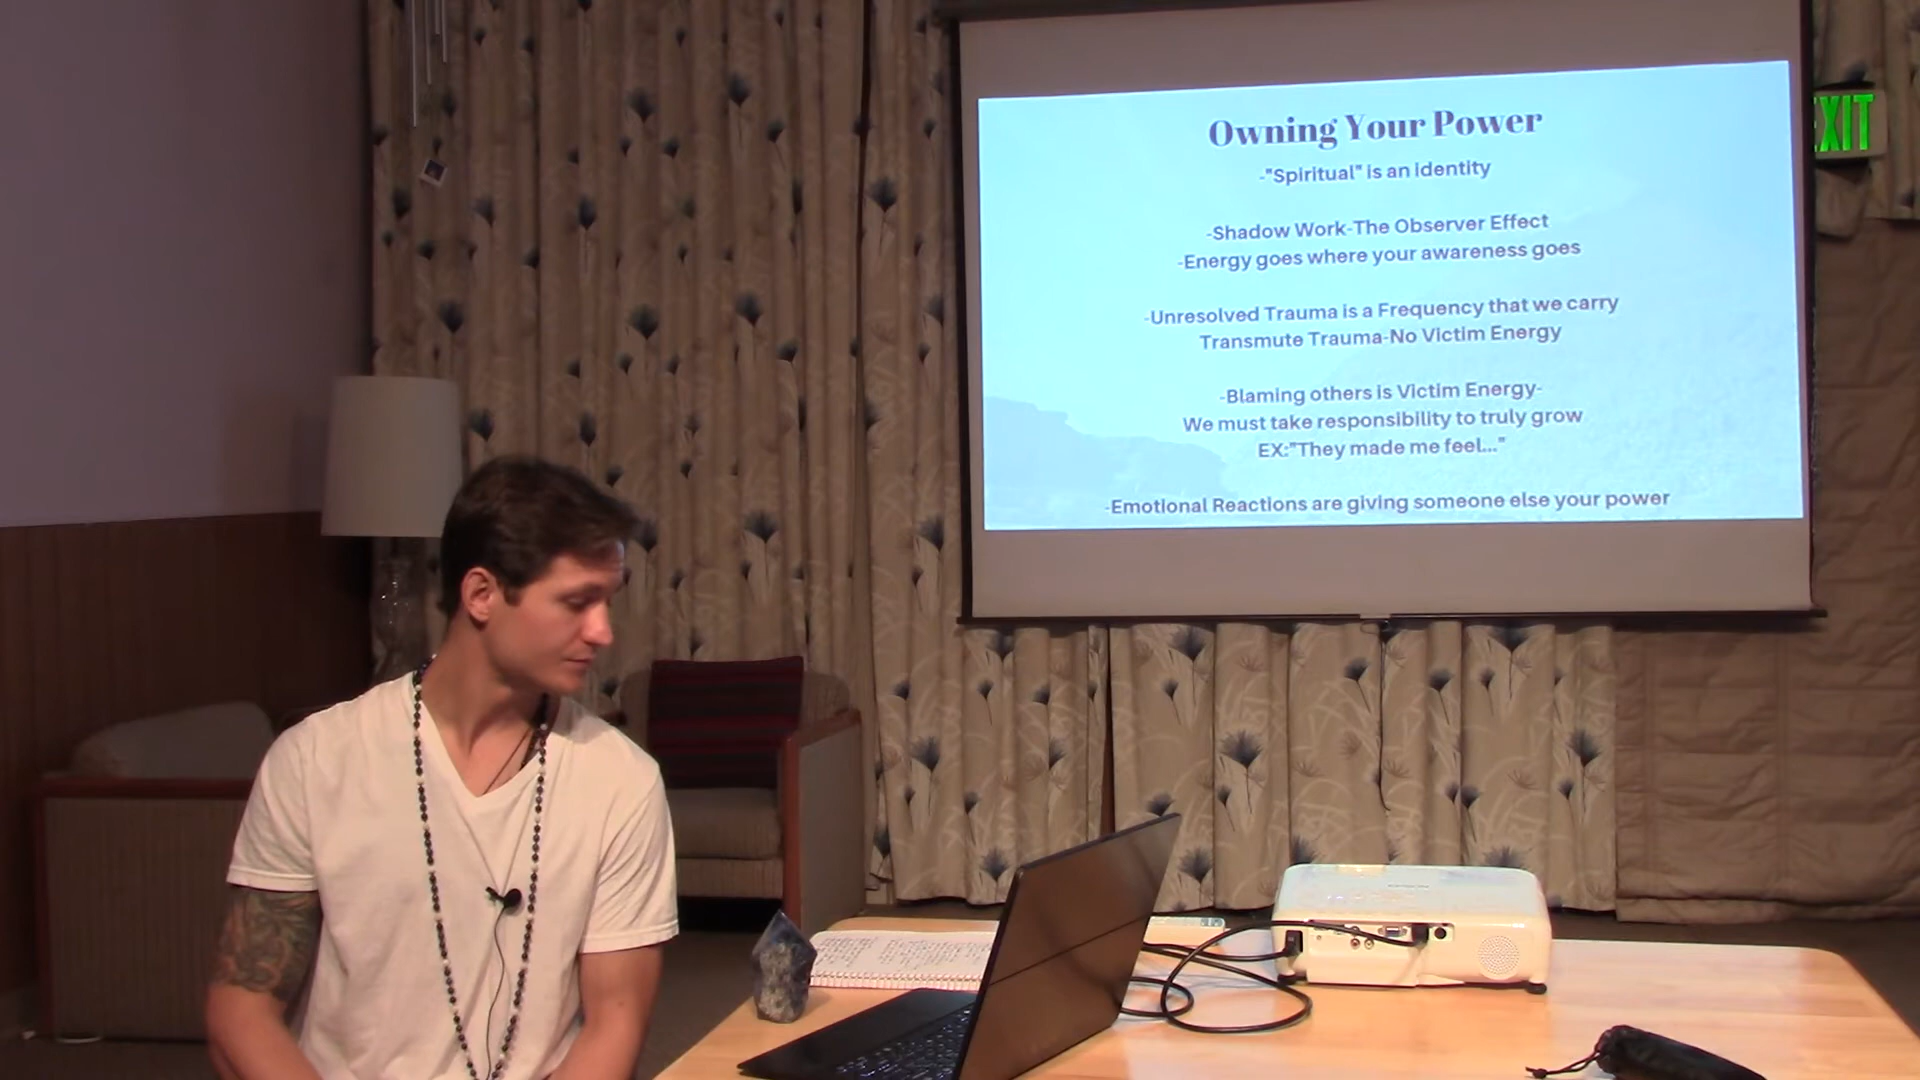 Owning Your Power
-"Spiritual" is an identity
-Shadow Work-The Observer Effect
-Energy goes where your awareness goes
-Unresolved Trauma is a Frequency that we carry
Transmute Trauma-No Victim Energy
-Blaming others is Victim Energy-
We must take responsibility to truly grow
EX:"They made me feel..."
-Emotional Reactions are giving someone else your power
EXIT